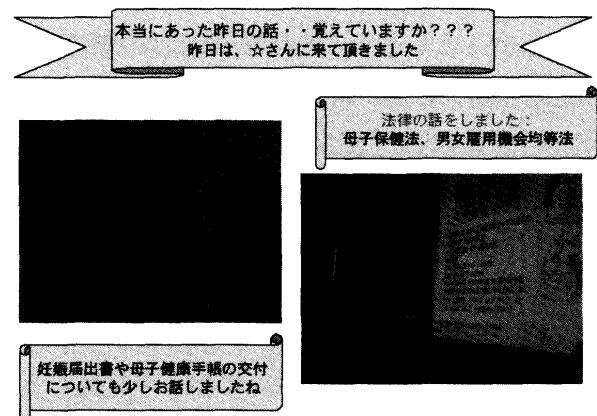 本当にあった昨日の話・・覚えていますか？？？
昨日は、☆さんに来て頂きました
法律の話をしました：
母子保健法、男女雇用機会均等法
妊娠届出書や母子健康手帳の交付
についても少しお話しましたね